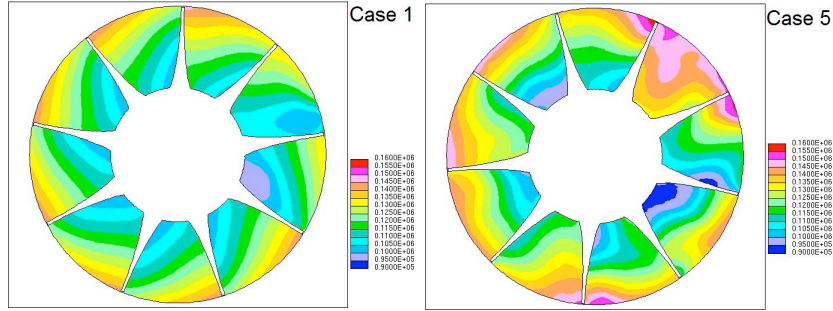 Case 1
0.1600E+06
0.1550E+06
0.1500E+06
0.1450E+06
0.1400E+06
0.1350E+06
0.1300E+06
0.1250E+06
0.1200E+06
0.1150E+06
0.1100E+06
0.1050E+06
0.1000E+06
0.9500E+05
0.9000E+05
Case 5
0.1600E+06
0.1550E+06
0.1500E+06
0.1450E+06
0.1400E+06
0.1350E+06
0.1300E+06
0.1250E+06
0.1200E+06
0.1150E+06
0.1100E+06
0.1050E+06
0.1000E+06
0.9500E+05
0.9000E+05